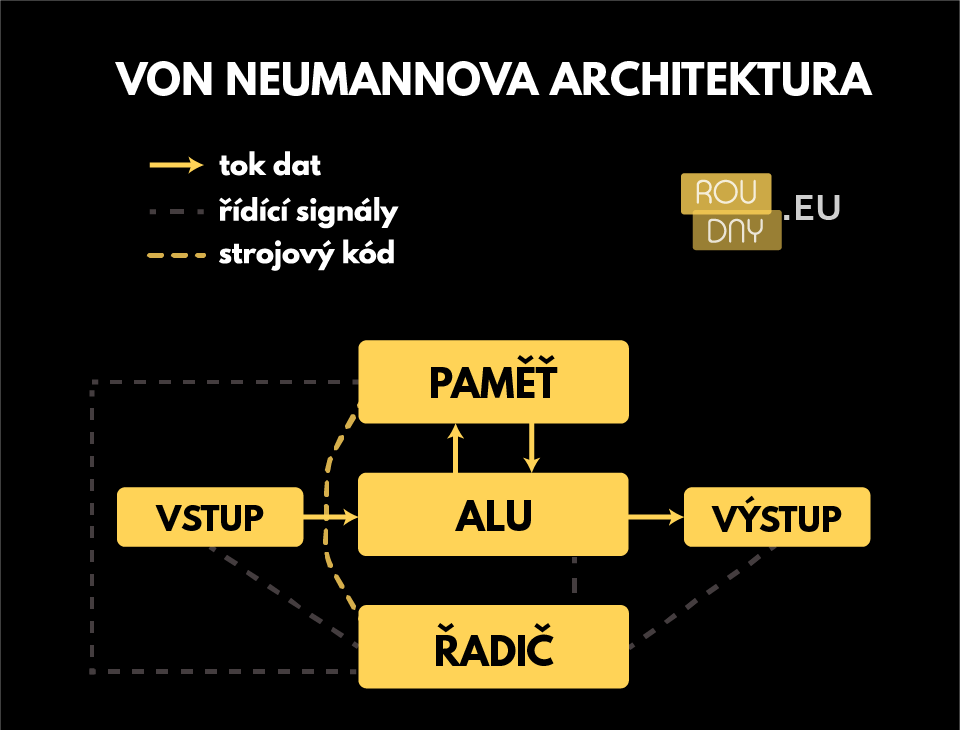 VON NEUMANNOVA ARCHITEKTURA
tok dat
řídící signály
strojový kód
ROU
DNY
.EU
PAMĚŤ
VSTUP
ALU
VÝSTUP
ŘADIČ